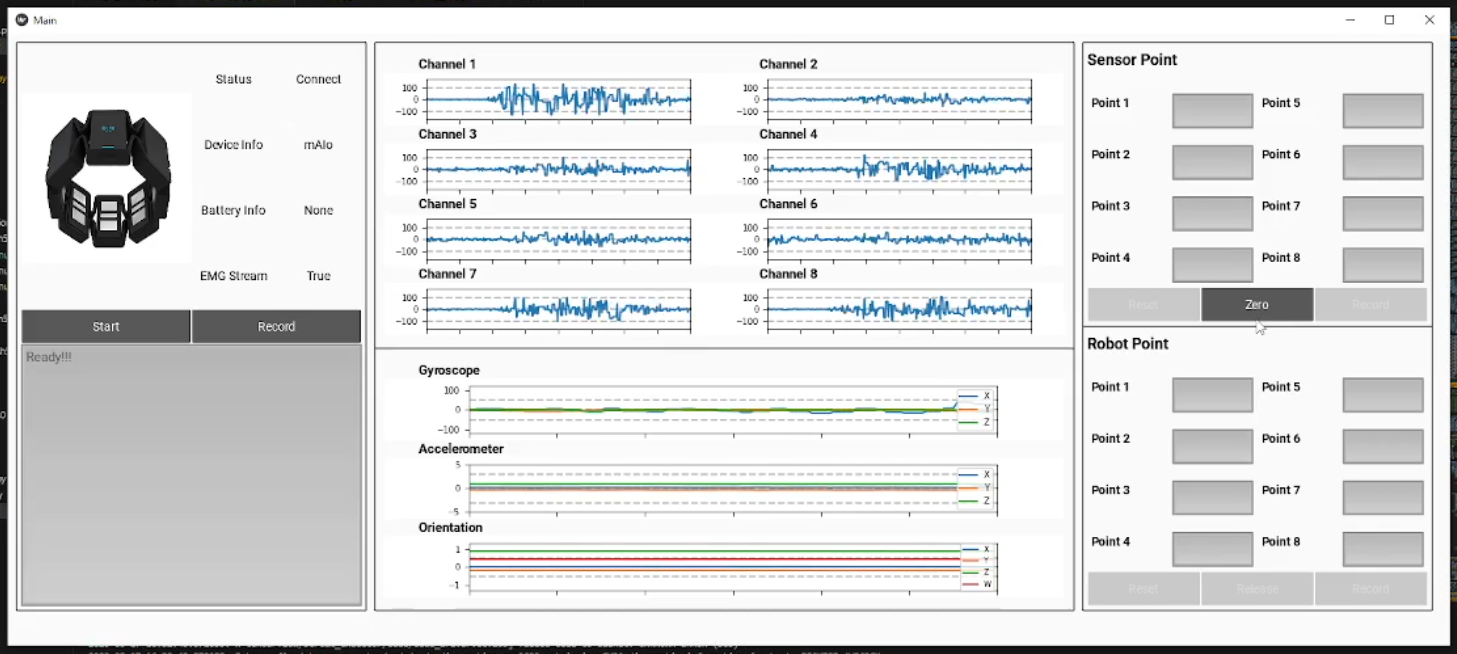 Main
Status Connect
Device Info mAlo
Battery Info None
EMG Stream True
Start Record
Ready!!!
Channel 1 Channel 2
100 100
0 0
−100 −100
Channel 3 Channel 4
100 100
0 0
−100 −100
Channel 5 Channel 6
100 100
0 0
−100 −100
Channel 7 Channel 8
100 100
0 0
−100 −100
Gyroscope
100 X
0 Y
−100 Z
Accelerometer
5 X
0 Y
−5 Z
Orientation
1 X
Y
0 Z
−1 W
Sensor Point
Point 1 Point 5
Point 2 Point 6
Point 3 Point 7
Point 4 Point 8
Reset Zero Record
Robot Point
Point 1 Point 5
Point 2 Point 6
Point 3 Point 7
Point 4 Point 8
Reset Release Record